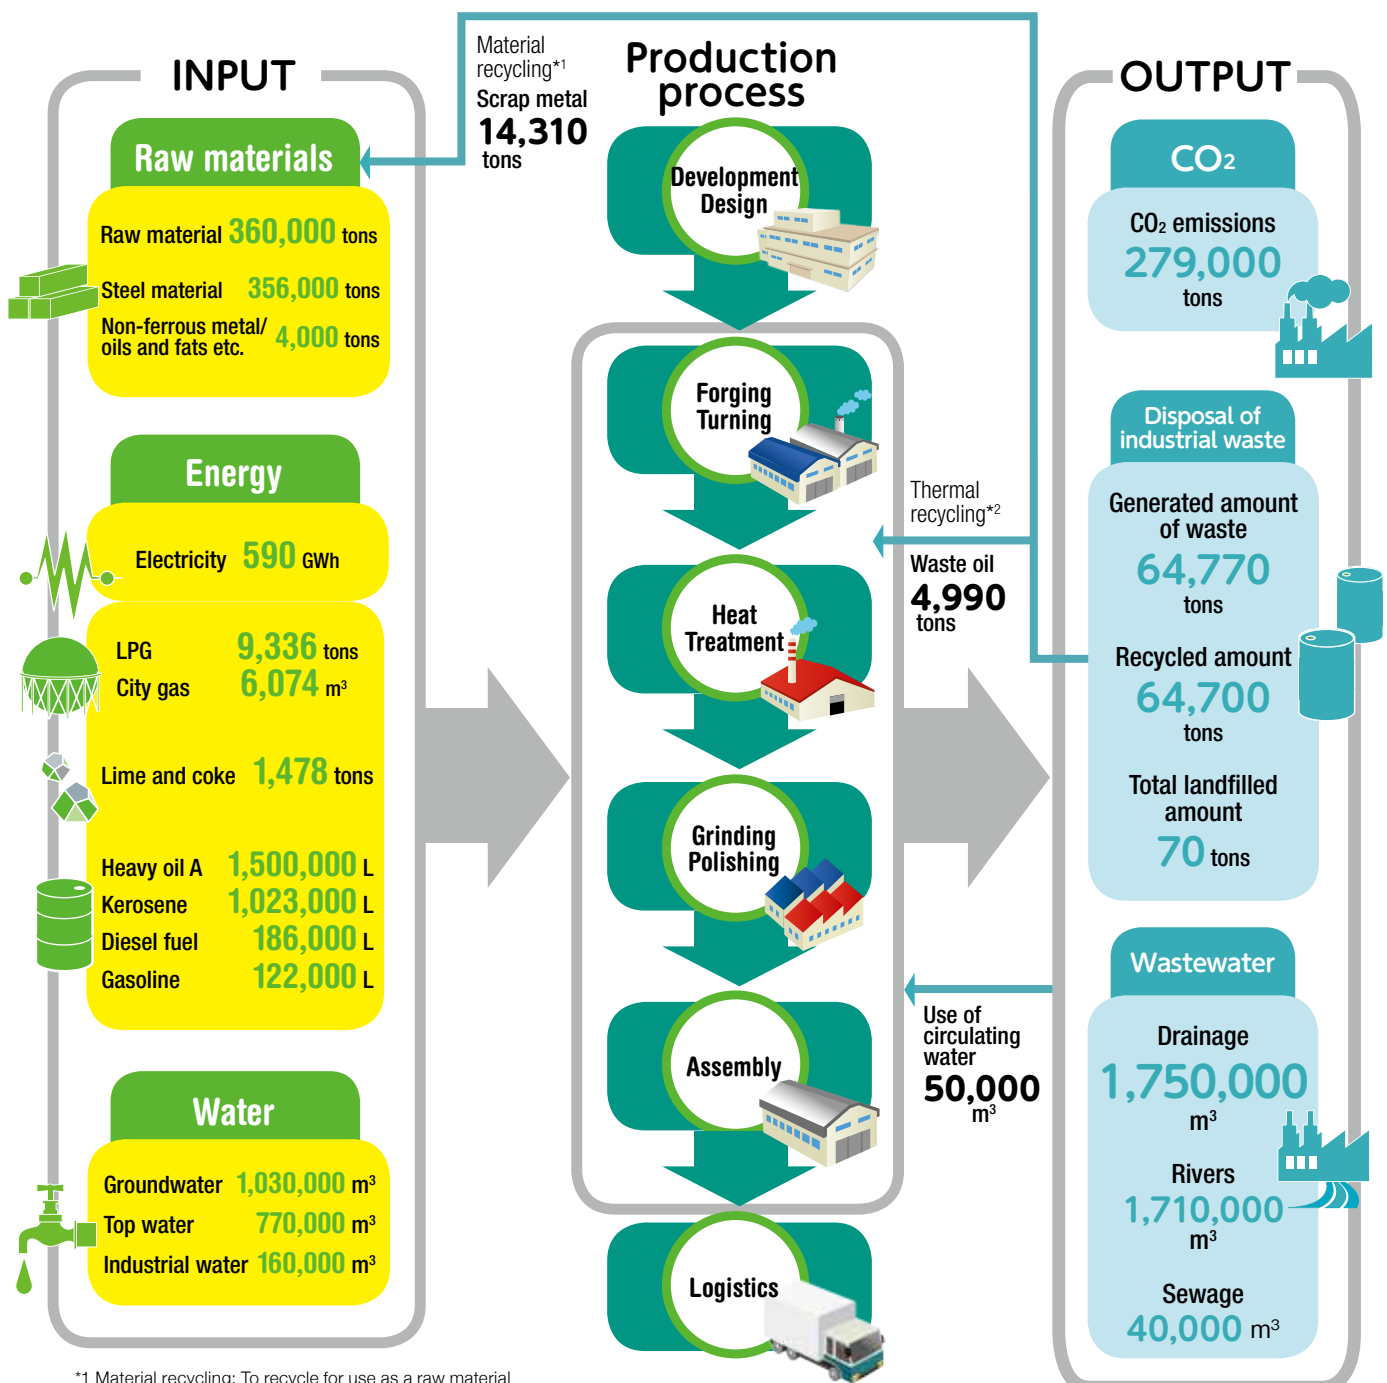 INPUT
Raw materials
Raw material 360,000 tons
Steel material 356,000 tons
Non-ferrous metal/
oils and fats etc. 4,000 tons
Energy
Electricity 590 GWh
LPG 9,336 tons
City gas 6,074 m³
Lime and coke 1,478 tons
Heavy oil A 1,500,000 L
Kerosene 1,023,000 L
Diesel fuel 186,000 L
Gasoline 122,000 L
Water
Groundwater 1,030,000 m³
Top water 770,000 m³
Industrial water 160,000 m³
Material
recycling*1
Scrap metal
14,310
tons
Production
process
Development
Design
Forging
Turning
Heat
Treatment
Grinding
Polishing
Assembly
Logistics
Thermal
recycling*2
Waste oil
4,990
tons
Use of
circulating
water
50,000
m³
OUTPUT
CO2
CO2 emissions
279,000
tons
Disposal of
industrial waste
Generated amount
of waste
64,770
tons
Recycled amount
64,700
tons
Total landfilled
amount
70 tons
Wastewater
Drainage
1,750,000
m³
Rivers
1,710,000
m³
Sewage
40,000 m³
*1 Material recycling: To recycle for use as a raw material